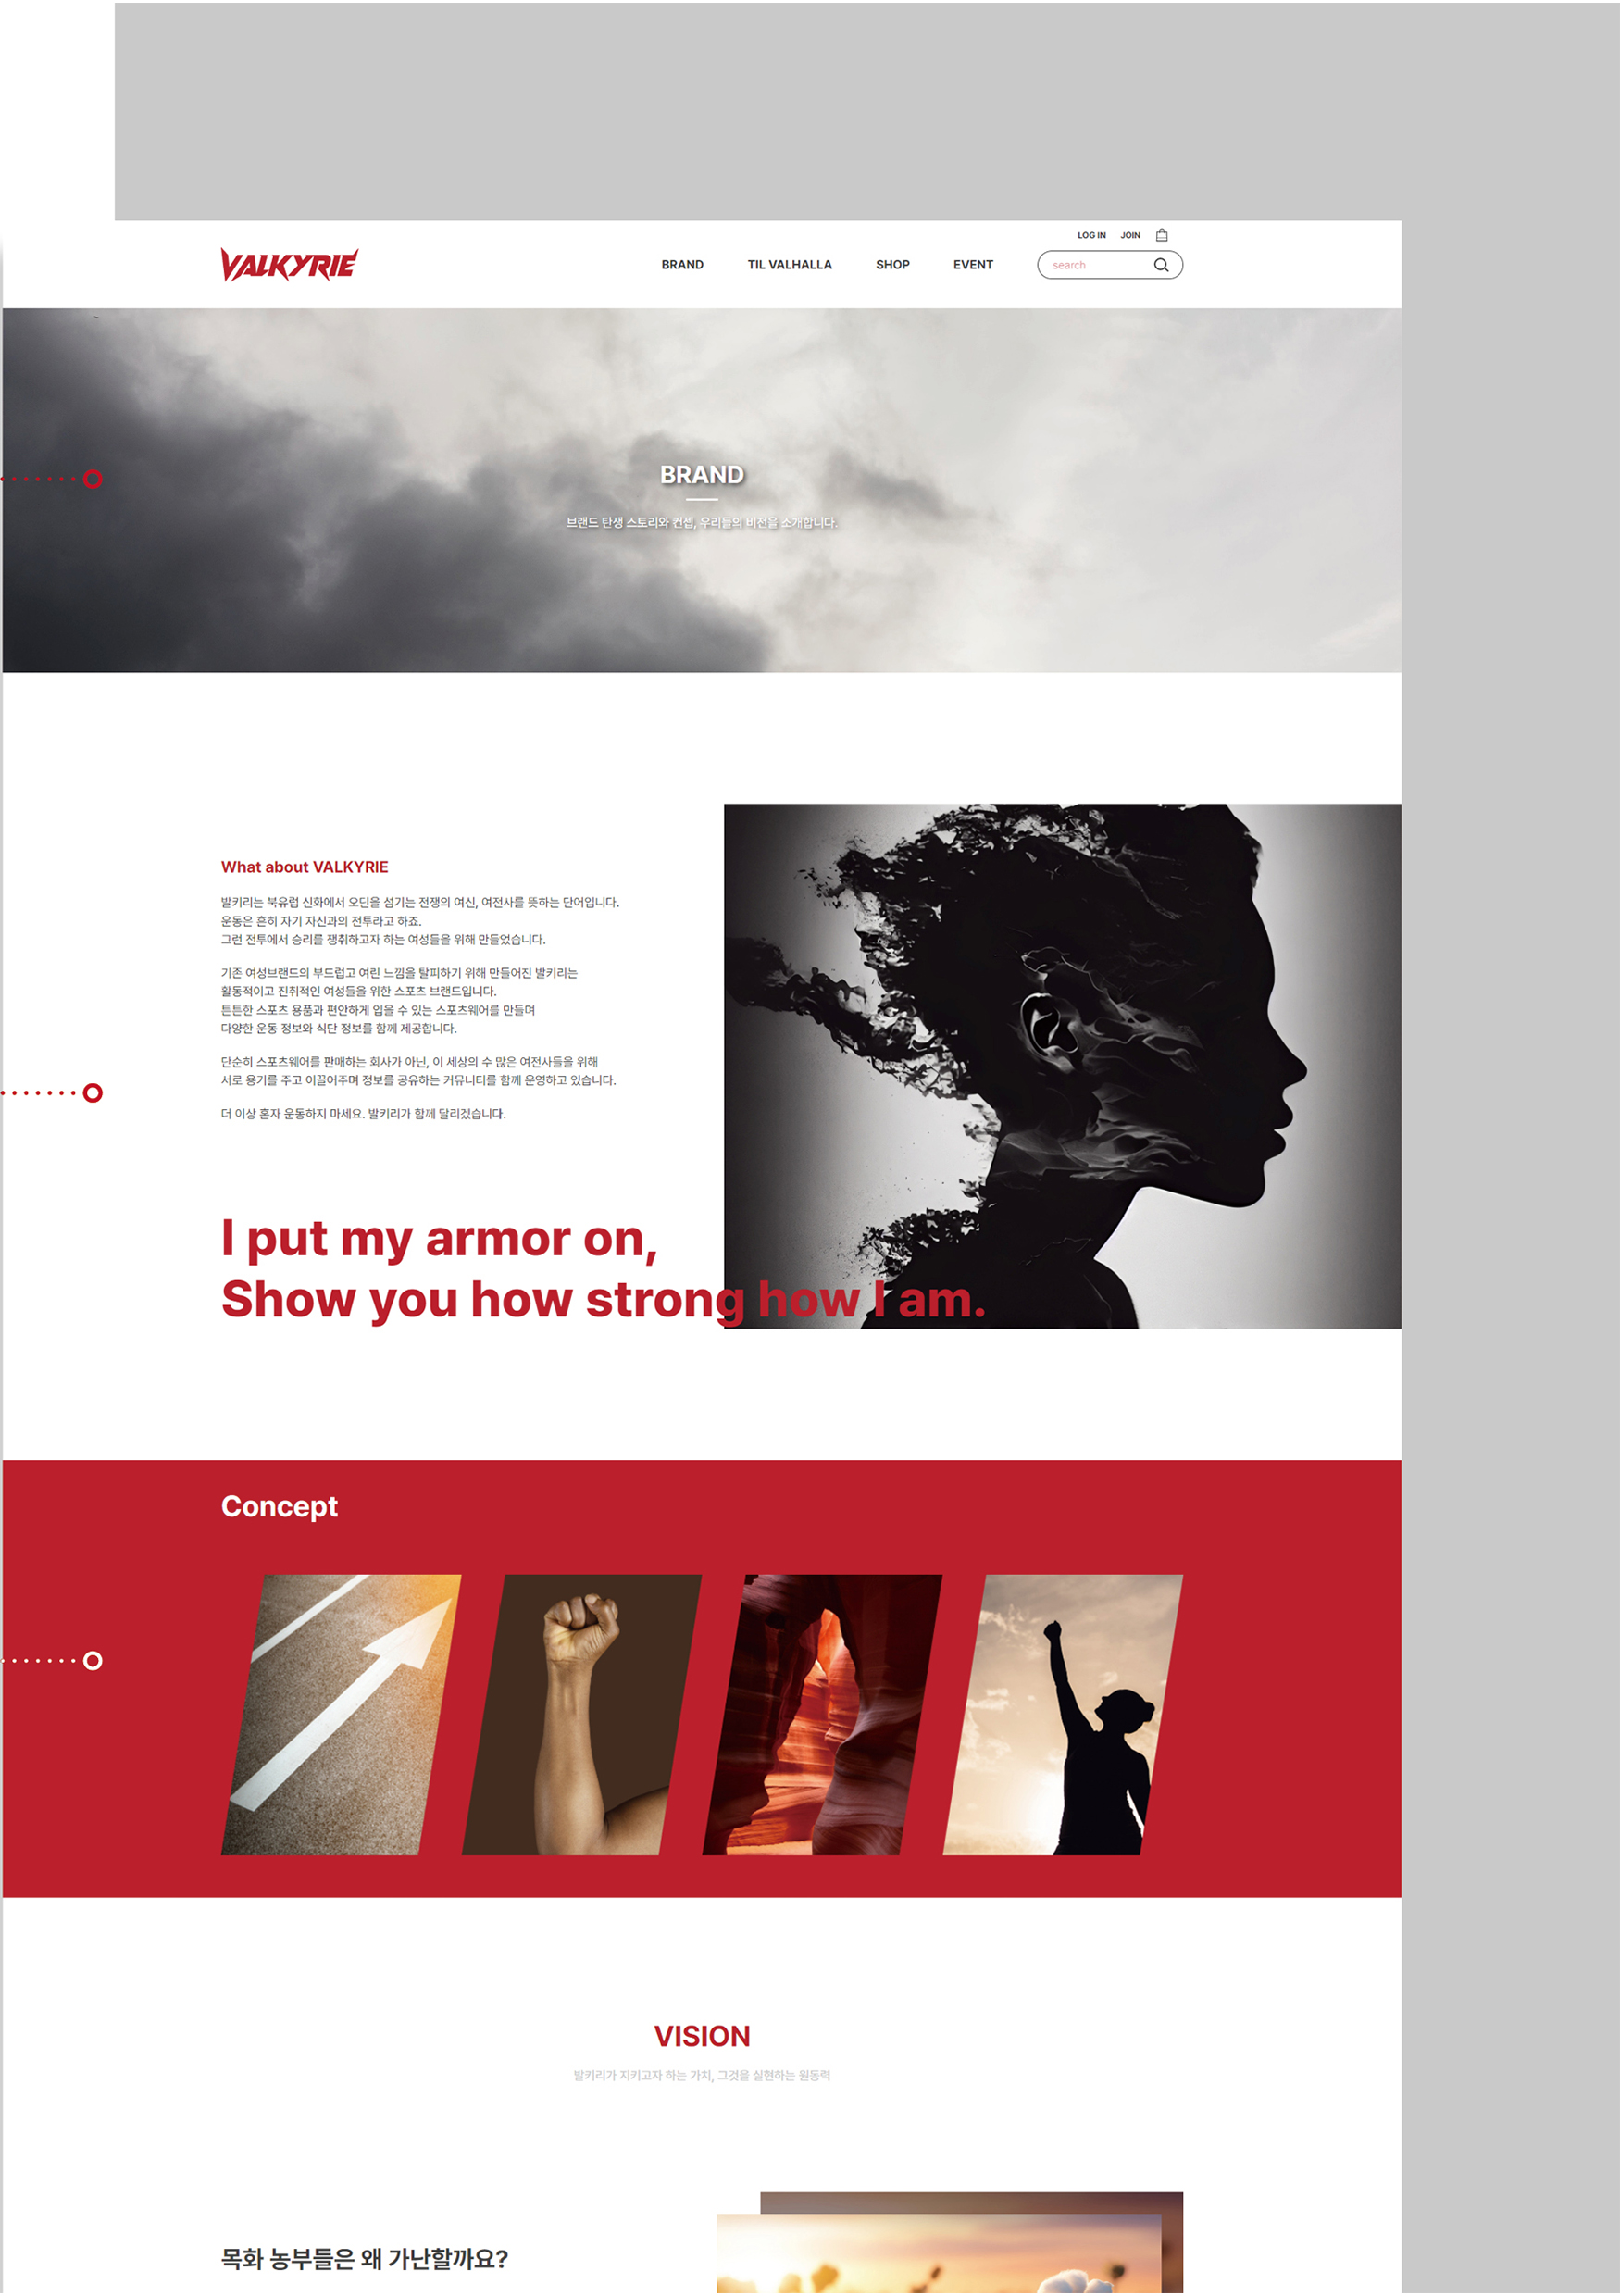 LOG IN JOIN
VALKYRIE
BRAND TIL VALHALLA SHOP EVENT search
BRAND
브랜드 탄생 스토리와 컨셉, 우리들의 비전을 소개합니다.
What about VALKYRIE
발키리는 북유럽 신화에서 오딘을 섬기는 전쟁의 여신, 여전사를 뜻하는 단어입니다.
운동은 흔히 자기 자신과의 전투라고 하죠.
그런 전투에서 승리를 쟁취하고자 하는 여성들을 위해 만들었습니다.
기존 여성브랜드의 부드럽고 여린 느낌을 탈피하기 위해 만들어진 발키리는
활동적이고 진취적인 여성들을 위한 스포츠 브랜드입니다.
튼튼한 스포츠 용품과 편안하게 입을 수 있는 스포츠웨어를 만들며
다양한 운동 정보와 식단 정보를 함께 제공합니다.
단순히 스포츠웨어를 판매하는 회사가 아닌, 이 세상의 수 많은 여전사들을 위해
서로 용기를 주고 이끌어주며 정보를 공유하는 커뮤니티를 함께 운영하고 있습니다.
더 이상 혼자 운동하지 마세요. 발키리가 함께 달리겠습니다.
I put my armor on,
Show you how strong how I am.
Concept
VISION
발키리가 지키고자 하는 가치, 그것을 실현하는 원동력
목화 농부들은 왜 가난할까요?